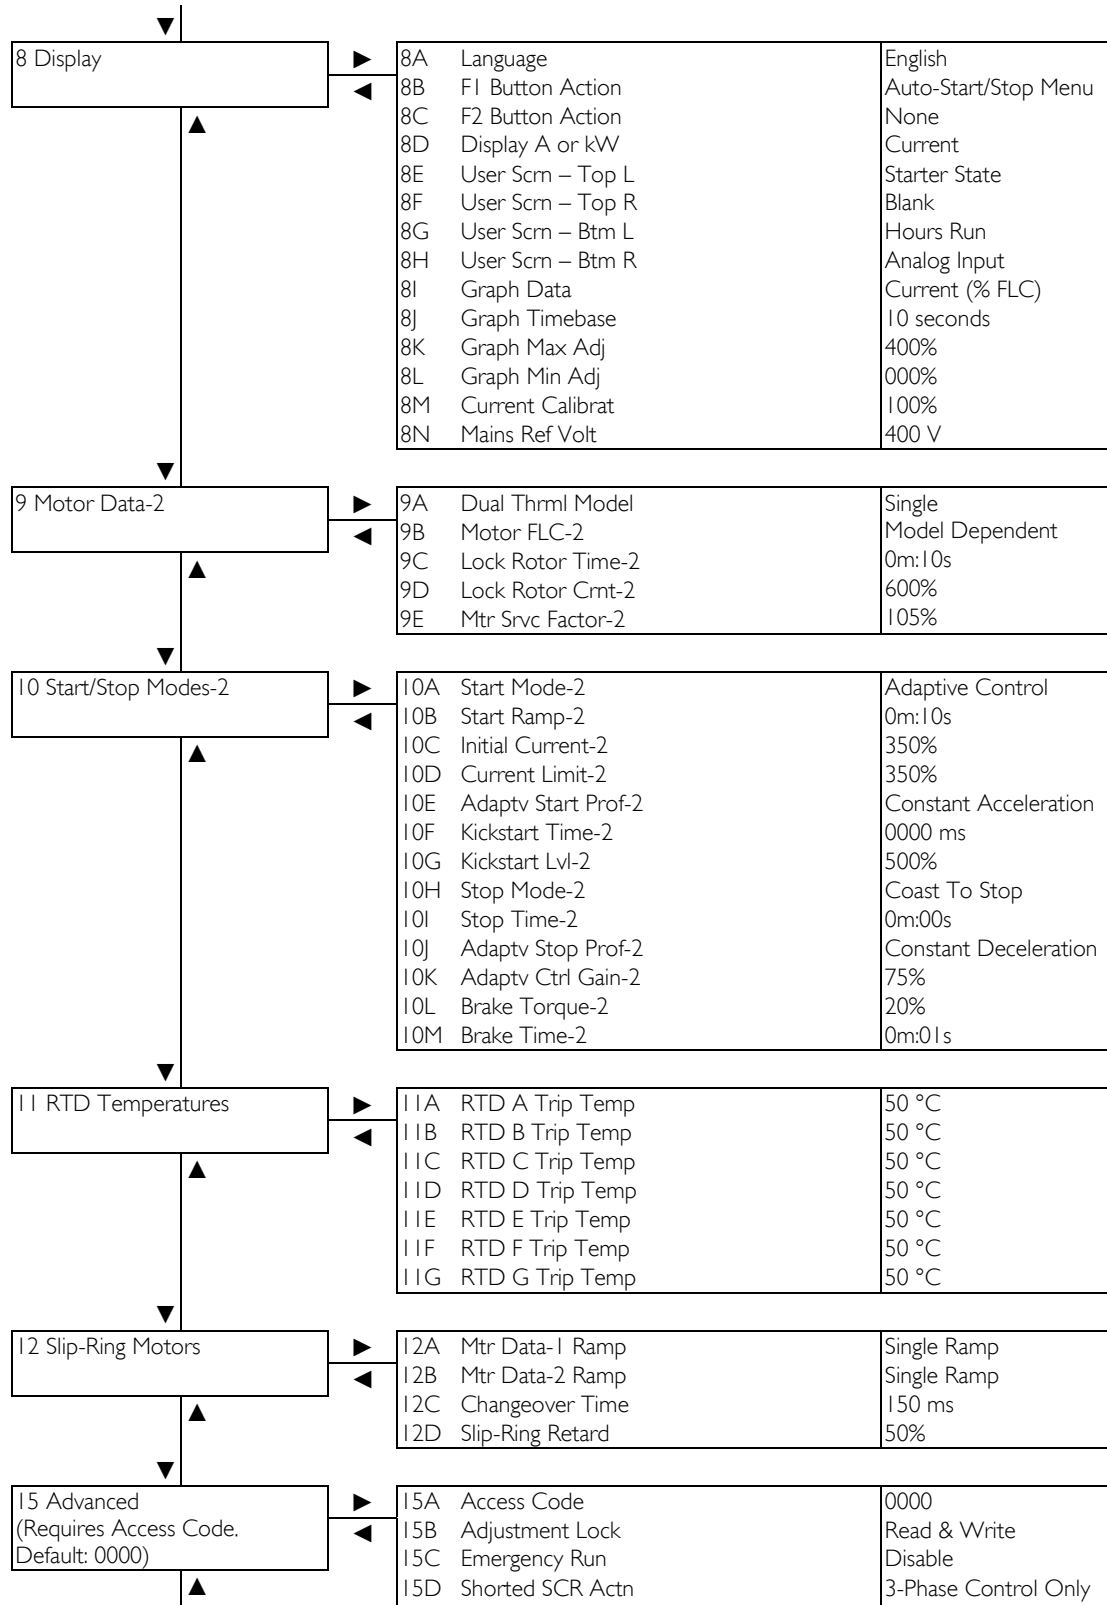 8 Display
8A Language English
8B F1 Button Action Auto-Start/Stop Menu
8C F2 Button Action None
8D Display A or kW Current
8E User Scrn – Top L Starter State
8F User Scrn – Top R Blank
8G User Scrn – Btm L Hours Run
8H User Scrn – Btm R Analog Input
8I Graph Data Current (% FLC)
8J Graph Timebase 10 seconds
8K Graph Max Adj 400%
8L Graph Min Adj 000%
8M Current Calibrat 100%
8N Mains Ref Volt 400 V
9 Motor Data-2
9A Dual Thrml Model Single
9B Motor FLC-2 Model Dependent
9C Lock Rotor Time-2 0m:10s
9D Lock Rotor Crnt-2 600%
9E Mtr Srvc Factor-2 105%
10 Start/Stop Modes-2
10A Start Mode-2 Adaptive Control
10B Start Ramp-2 0m:10s
10C Initial Current-2 350%
10D Current Limit-2 350%
10E Adaptv Start Prof-2 Constant Acceleration
10F Kickstart Time-2 0000 ms
10G Kickstart Lvl-2 500%
10H Stop Mode-2 Coast To Stop
10I Stop Time-2 0m:00s
10J Adaptv Stop Prof-2 Constant Deceleration
10K Adaptv Ctrl Gain-2 75%
10L Brake Torque-2 20%
10M Brake Time-2 0m:01s
11 RTD Temperatures
11A RTD A Trip Temp 50 °C
11B RTD B Trip Temp 50 °C
11C RTD C Trip Temp 50 °C
11D RTD D Trip Temp 50 °C
11E RTD E Trip Temp 50 °C
11F RTD F Trip Temp 50 °C
11G RTD G Trip Temp 50 °C
12 Slip-Ring Motors
12A Mtr Data-1 Ramp Single Ramp
12B Mtr Data-2 Ramp Single Ramp
12C Changeover Time 150 ms
12D Slip-Ring Retard 50%
15 Advanced
(Requires Access Code.
Default: 0000)
15A Access Code 0000
15B Adjustment Lock Read & Write
15C Emergency Run Disable
15D Shorted SCR Actn 3-Phase Control Only